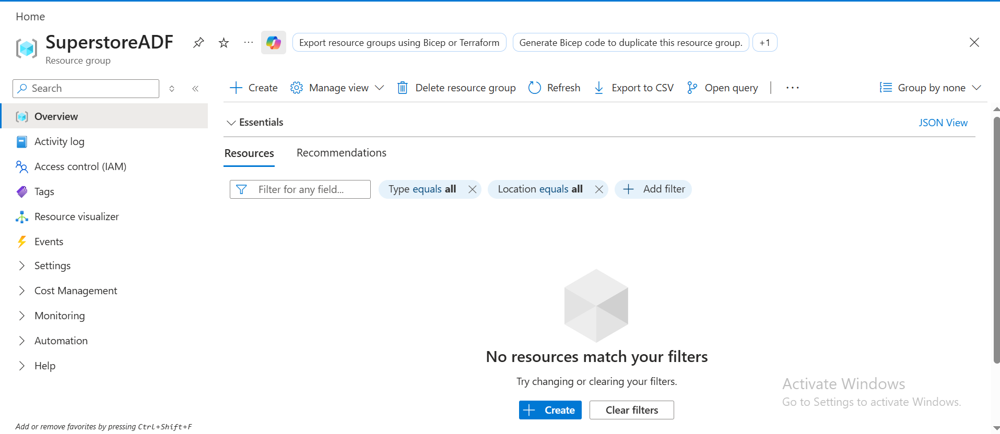 Home
SuperstoreADF
Resource group
Export resource groups using Bicep or Terraform
Generate Bicep code to duplicate this resource group.
+1
Search
Create
Manage view
Delete resource group
Refresh
Export to CSV
Open query
Group by none
Overview
Activity log
Access control (IAM)
Tags
Resource visualizer
Events
Settings
Cost Management
Monitoring
Automation
Help
Add or remove favorites by pressing Ctrl+Shift+F
Essentials
JSON View
Resources
Recommendations
Filter for any field...
Type equals all
Location equals all
Add filter
No resources match your filters
Try changing or clearing your filters.
Create
Clear filters
Activate Windows
Go to Settings to activate Windows.